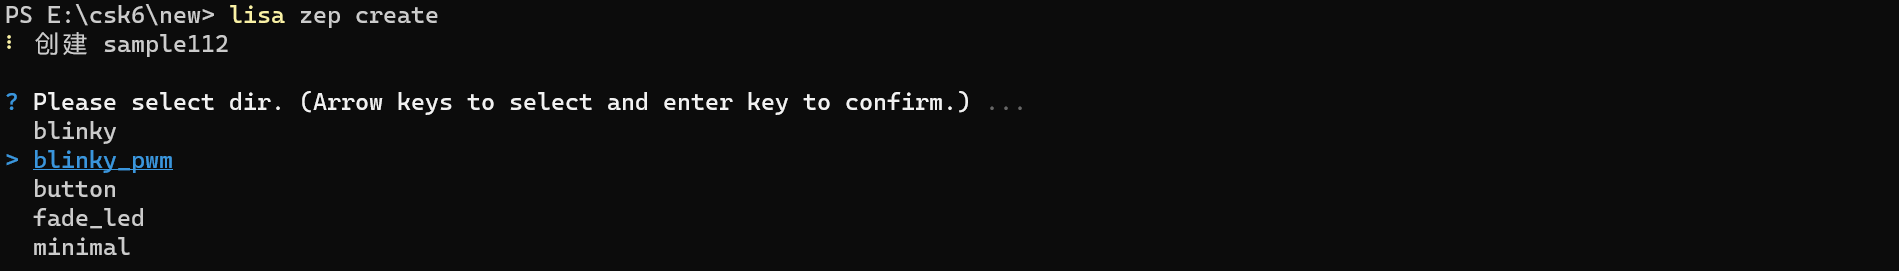 PS E:\csk6\new> lisa zep create
⠇ 创建 sample112
? Please select dir. (Arrow keys to select and enter key to confirm.) ...
blinky
> blinky_pwm
button
fade_led
minimal